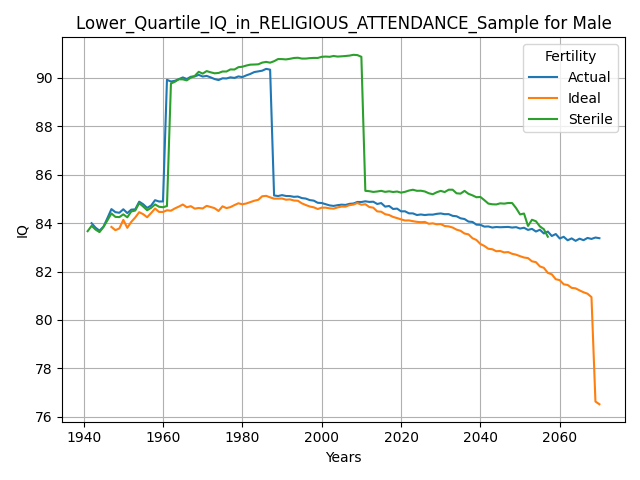 Lower_Quartile_IQ_in_RELIGIOUS_ATTENDANCE_Sample for Male
Fertility
Actual
Ideal
Sterile
IQ
90
88
86
84
82
80
78
76
1940 1960 1980 2000 2020 2040 2060
Years